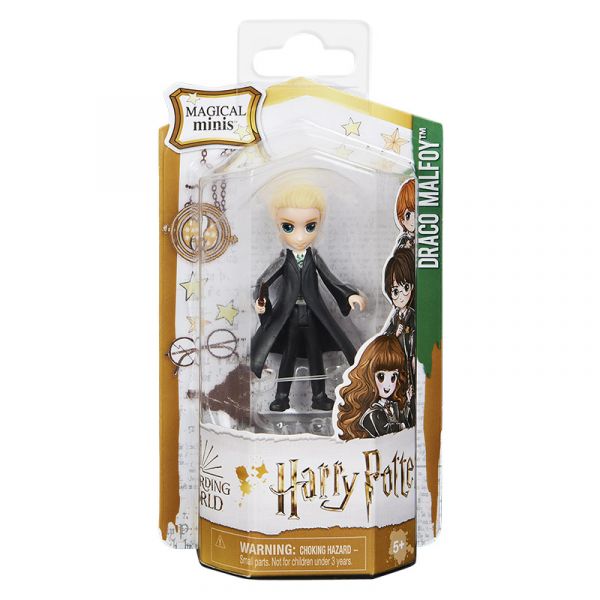 MAGICAL
minis™
DRACO MALFOY™
RDING
RLD
Harry Potte
WARNING: CHOKING HAZARD –
Small parts. Not for children under 3 years.
5+